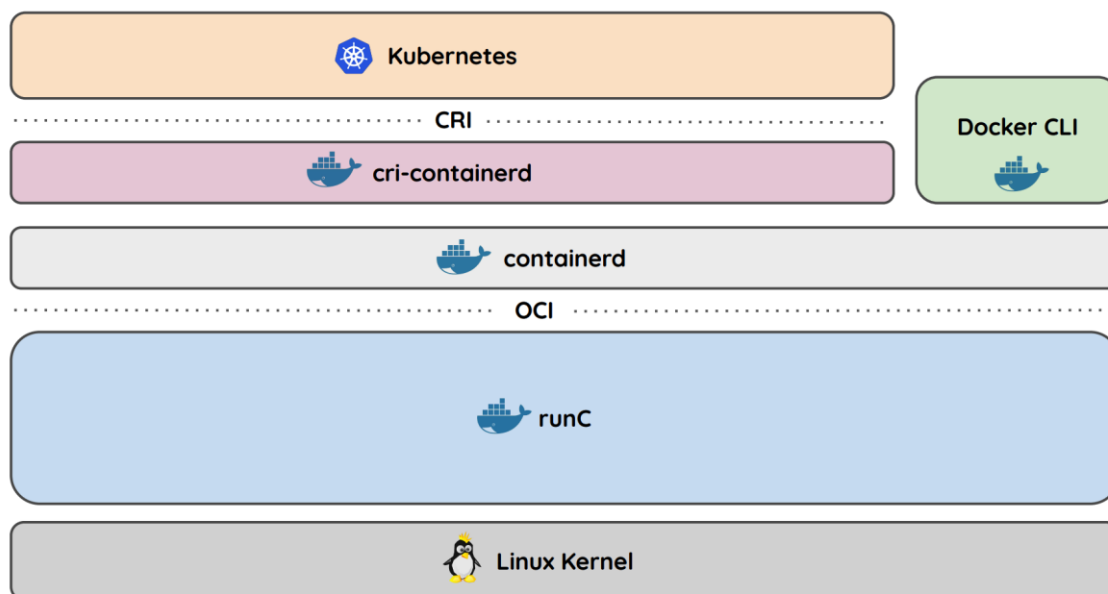 Kubernetes
CRI
Docker CLI
cri-containerd
containerd
OCI
runC
Linux Kernel